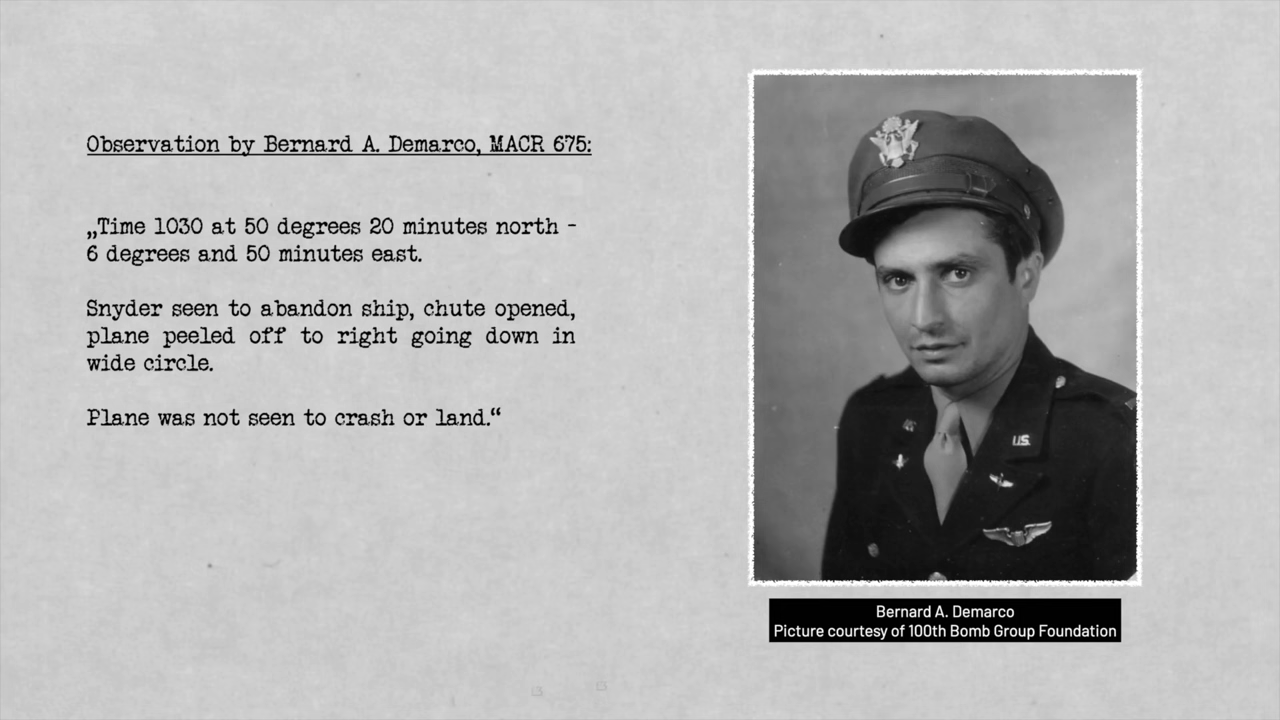 Observation by Bernard A. Demarco, MACR 675:
„Time 1030 at 50 degrees 20 minutes north -
6 degrees and 50 minutes east.
Snyder seen to abandon ship, chute opened,
plane peeled off to right going down in
wide circle.
Plane was not seen to crash or land.“
U.S.
Bernard A. Demarco
Picture courtesy of 100th Bomb Group Foundation